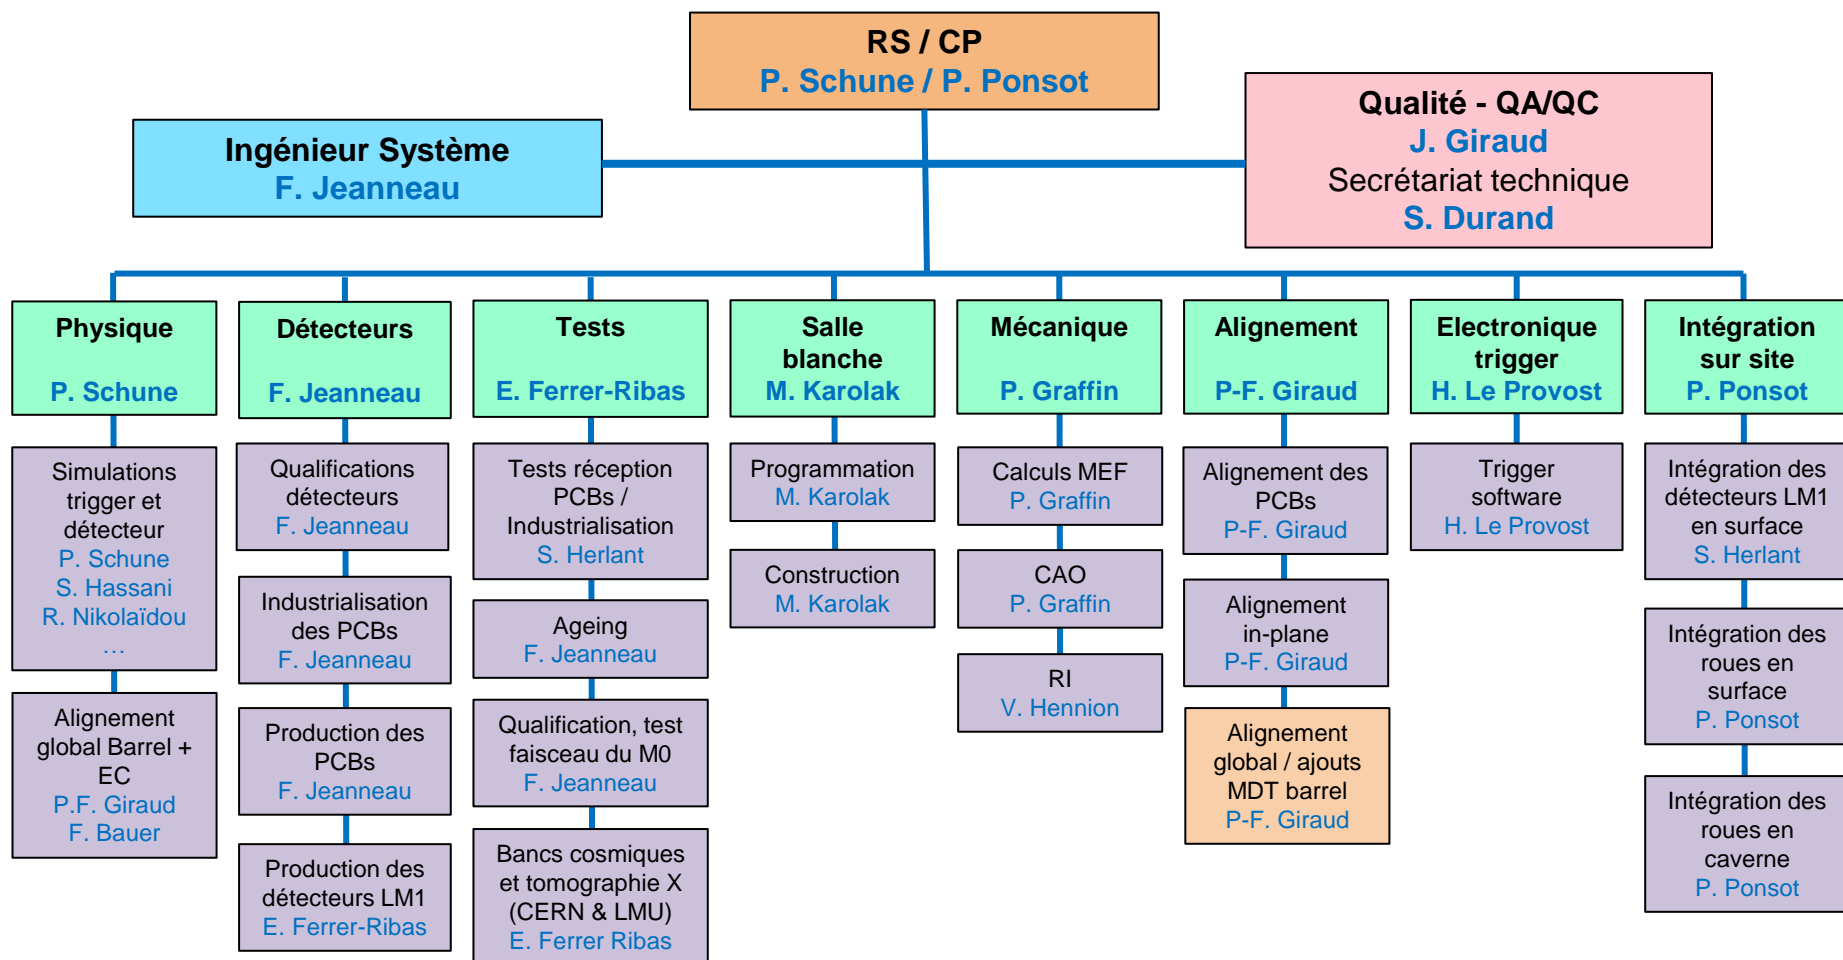 RS / CP
P. Schune / P. Ponsot
Ingénieur Système
F. Jeanneau
Qualité - QA/QC
J. Giraud
Secrétariat technique
S. Durand
Physique
P. Schune
Détecteurs
F. Jeanneau
Tests
E. Ferrer-Ribas
Salle
blanche
M. Karolak
Mécanique
P. Graffin
Alignement
P-F. Giraud
Electronique
trigger
H. Le Provost
Intégration
sur site
P. Ponsot
Simulations
trigger et
détecteur
P. Schune
S. Hassani
R. Nikolaïdou
…
Alignement
global Barrel +
EC
P.F. Giraud
F. Bauer
Qualifications
détecteurs
F. Jeanneau
Industrialisation
des PCBs
F. Jeanneau
Production des
PCBs
F. Jeanneau
Production des
détecteurs LM1
E. Ferrer-Ribas
Tests réception
PCBs /
Industrialisation
S. Herlant
Ageing
F. Jeanneau
Qualification, test
faisceau du M0
F. Jeanneau
Bancs cosmiques
et tomographie X
(CERN & LMU)
E. Ferrer Ribas
Programmation
M. Karolak
Construction
M. Karolak
Calculs MEF
P. Graffin
CAO
P. Graffin
RI
V. Hennion
Alignement des
PCBs
P-F. Giraud
Alignement
in-plane
P-F. Giraud
Alignement
global / ajouts
MDT barrel
P-F. Giraud
Trigger
software
H. Le Provost
Intégration des
détecteurs LM1
en surface
S. Herlant
Intégration des
roues en
surface
P. Ponsot
Intégration des
roues en
caverne
P. Ponsot